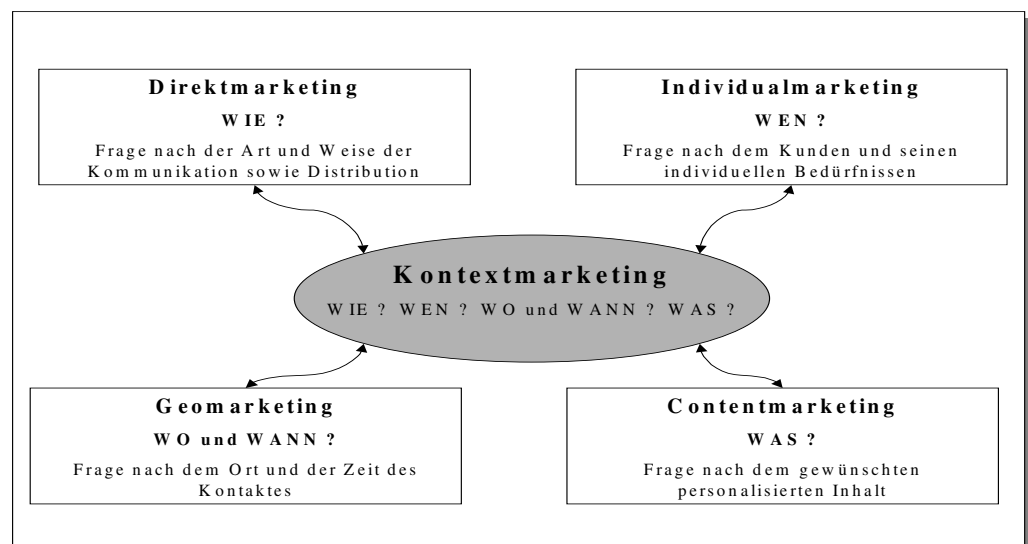 Direktmarketing
WIE ?
Frage nach der Art und Weise der
Kommunikation sowie Distribution
Individualmarketing
WEN ?
Frage nach dem Kunden und seinen
individuellen Bedürfnissen
Kontextmarketing
WIE ? WEN ? WO und WANN ? WAS ?
Geomarketing
WO und WANN ?
Frage nach dem Ort und der Zeit des
Kontaktes
Contentmarketing
WAS ?
Frage nach dem gewünschten
personalisierten Inhalt